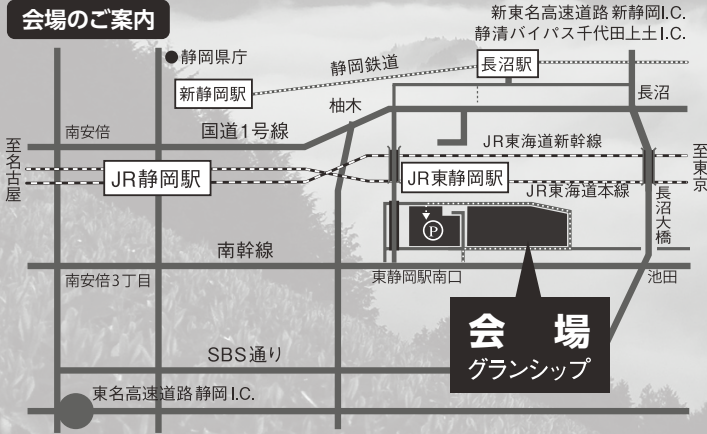 会場のご案内
新東名高速道路 新静岡I.C.
静清バイパス千代田上土I.C.
●静岡県庁
静岡鉄道
長沼駅
新静岡駅
柚木
長沼
南安倍
国道1号線
JR東海道新幹線
至名古屋
至東京
JR静岡駅
JR東静岡駅
JR東海道本線
長沼大橋
P
南幹線
南安倍3丁目
東静岡駅南口
池田
会場
グランシップ
SBS通り
東名高速道路 静岡I.C.